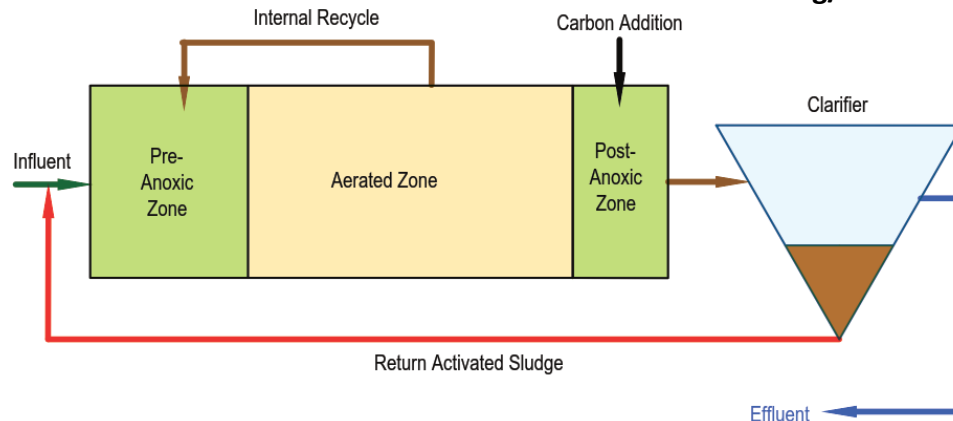 g/
Internal Recycle
Carbon Addition
Clarifier
Influent
Pre-
Anoxic
Zone
Aerated Zone
Post-
Anoxic
Zone
Return Activated Sludge
Effluent